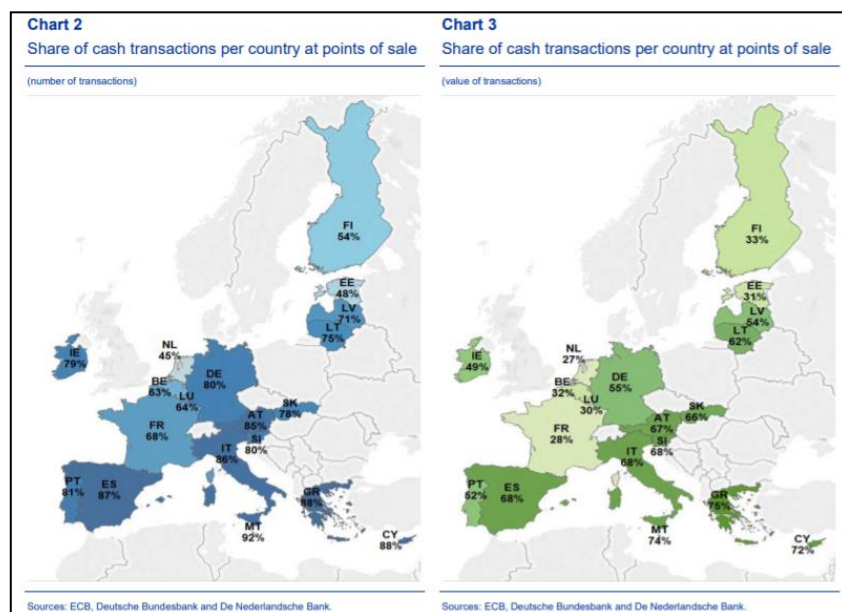 Chart 2
Share of cash transactions per country at points of sale
(number of transactions)
FI
54%
EE
48%
LV
71%
LT
75%
IE
79%
NL
45%
BE
63%
LU
64%
DE
80%
FR
68%
AT
85%
SK
78%
SI
80%
IT
86%
PT
81%
ES
87%
GR
88%
MT
92%
CY
88%
Sources: ECB, Deutsche Bundesbank and De Nederlandsche Bank.
Chart 3
Share of cash transactions per country at points of sale
(value of transactions)
FI
33%
EE
31%
LV
54%
LT
62%
IE
49%
NL
27%
BE
32%
LU
30%
DE
55%
FR
28%
AT
67%
SK
66%
SI
68%
IT
68%
PT
52%
ES
68%
GR
75%
MT
74%
CY
72%
Sources: ECB, Deutsche Bundesbank and De Nederlandsche Bank.